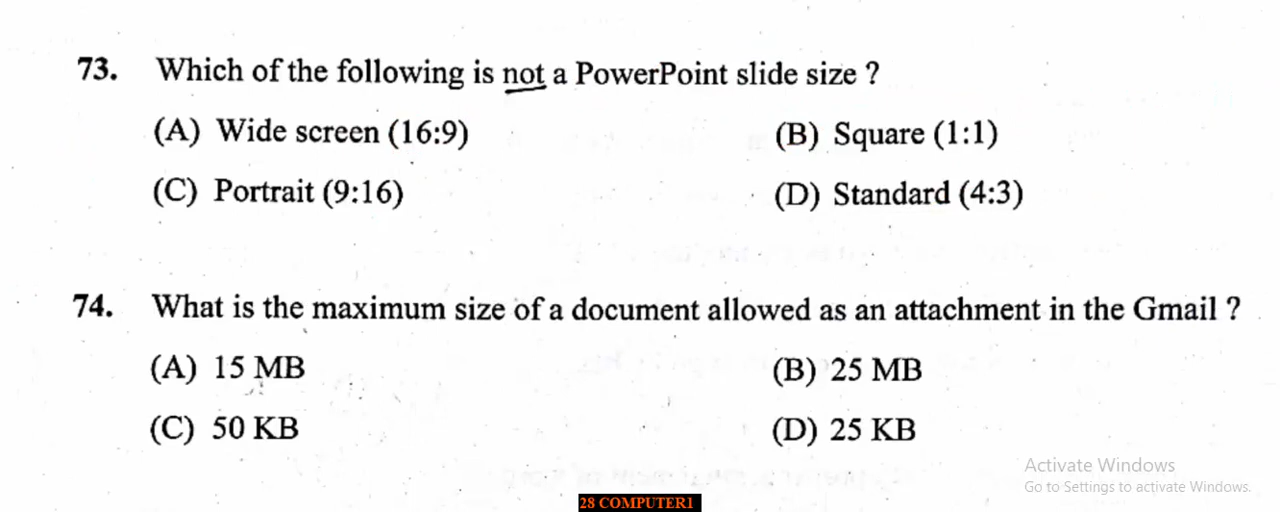 73. Which of the following is not a PowerPoint slide size ?
(A) Wide screen (16:9) (B) Square (1:1)
(C) Portrait (9:16) (D) Standard (4:3)
74. What is the maximum size of a document allowed as an attachment in the Gmail ?
(A) 15 MB (B) 25 MB
(C) 50 KB (D) 25 KB
Activate Windows
Go to Settings to activate Windows.
28 COMPUTER1